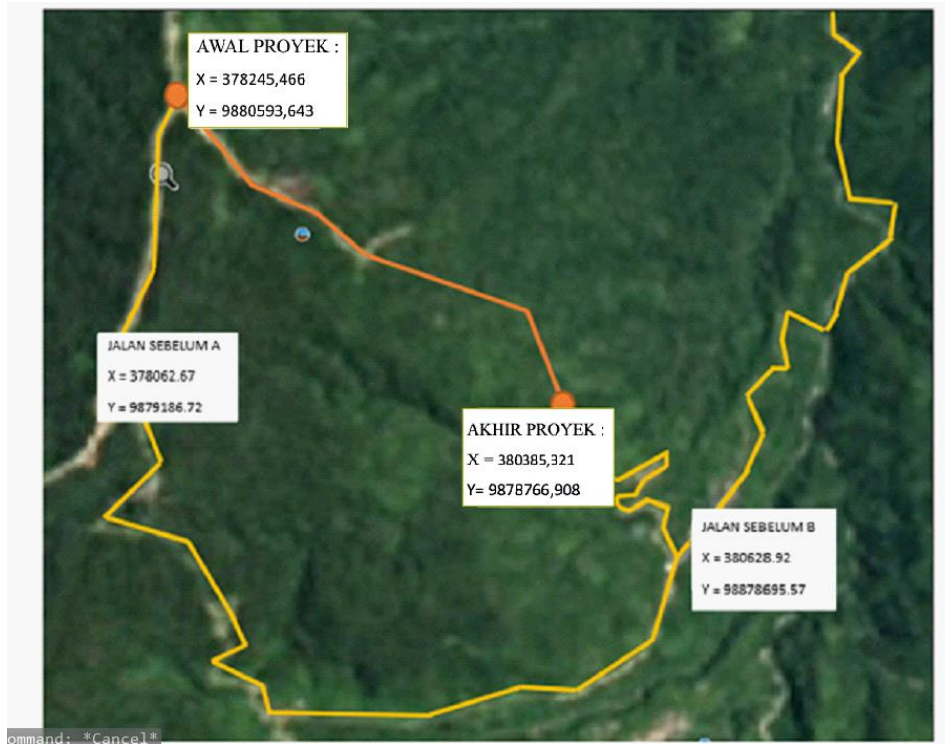 AWAL PROYEK :
X = 378245,466
Y = 9880593,643
JALAN SEBELUM A
X = 378062.67
Y = 9879186.72
AKHIR PROYEK :
X = 380385,321
Y= 9878766,908
JALAN SEBELUM B
X = 380628.92
Y = 98878695.57
ommand: *Cancel*